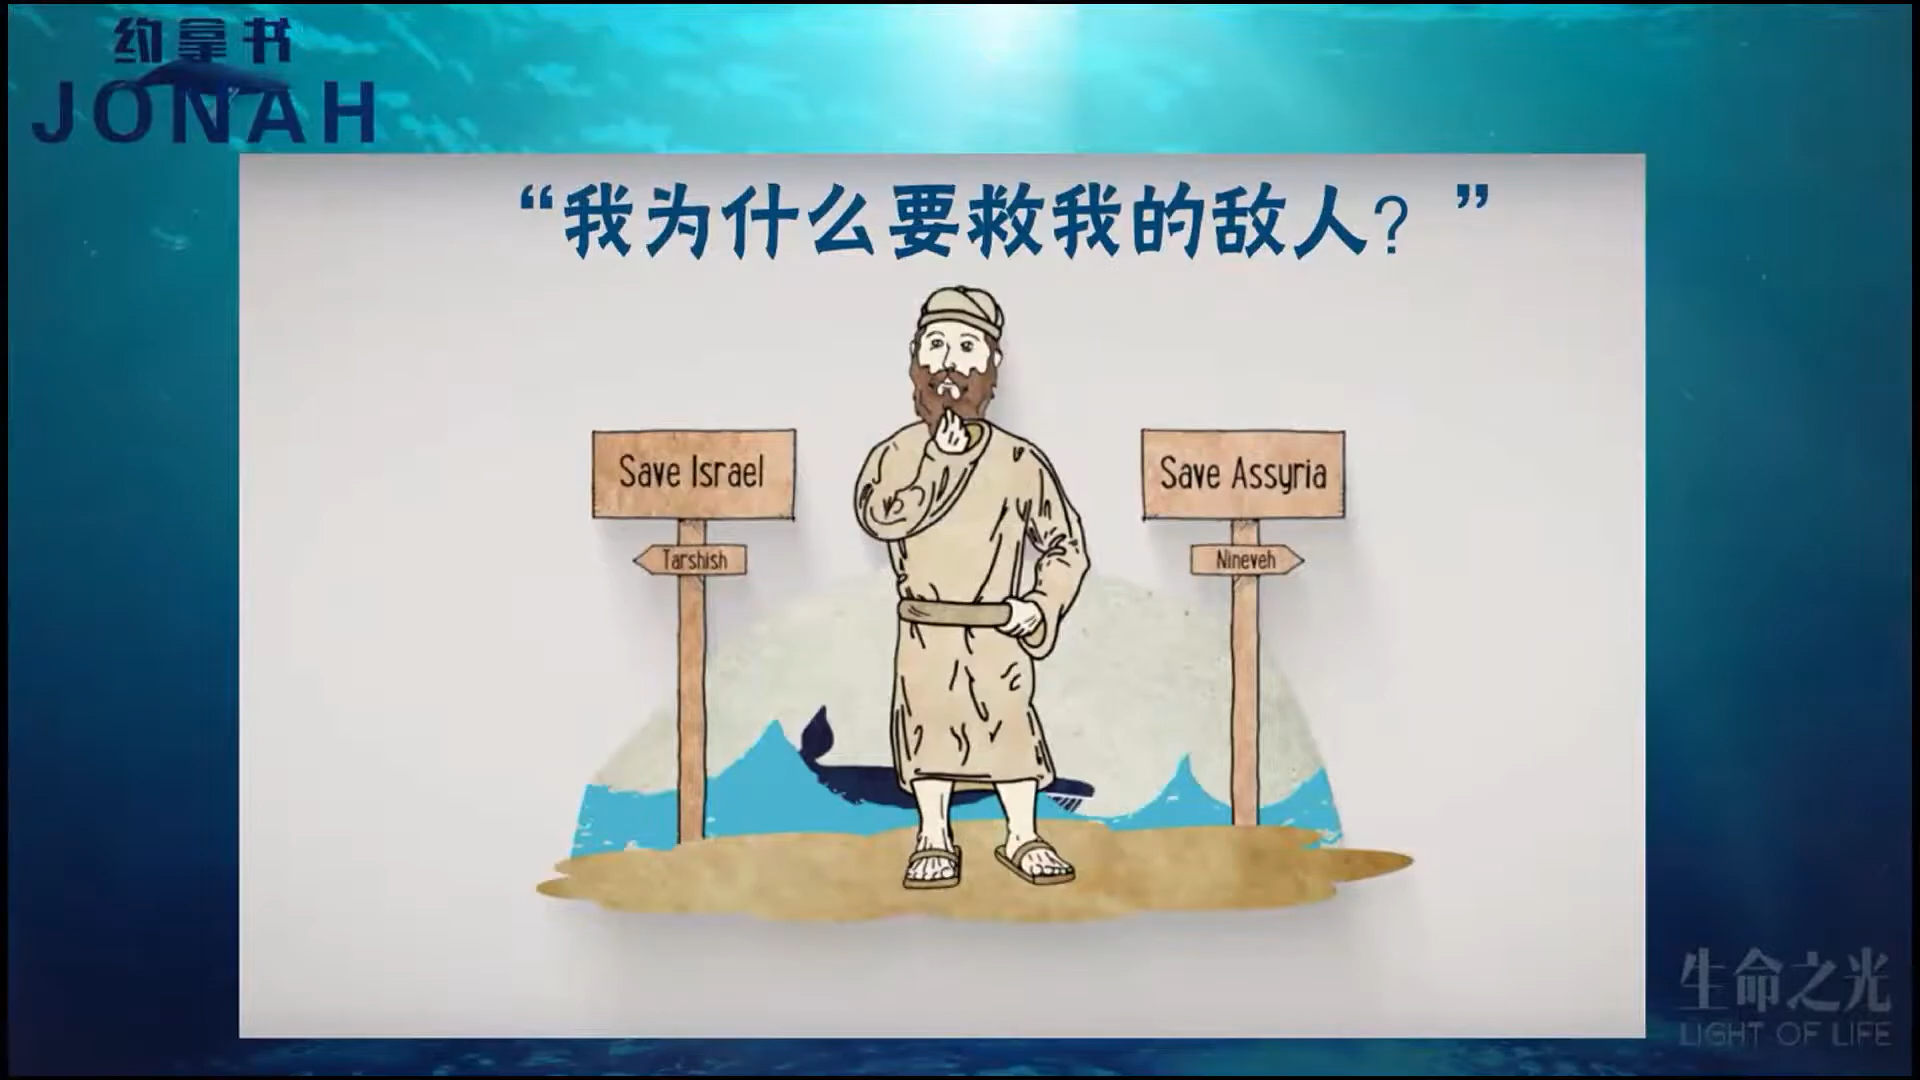 约拿书
JONAH
“我为什么要救我的敌人？”
Save Israel
Tarshish
Save Assyria
Nineveh
生命之光
LIGHT OF LIFE